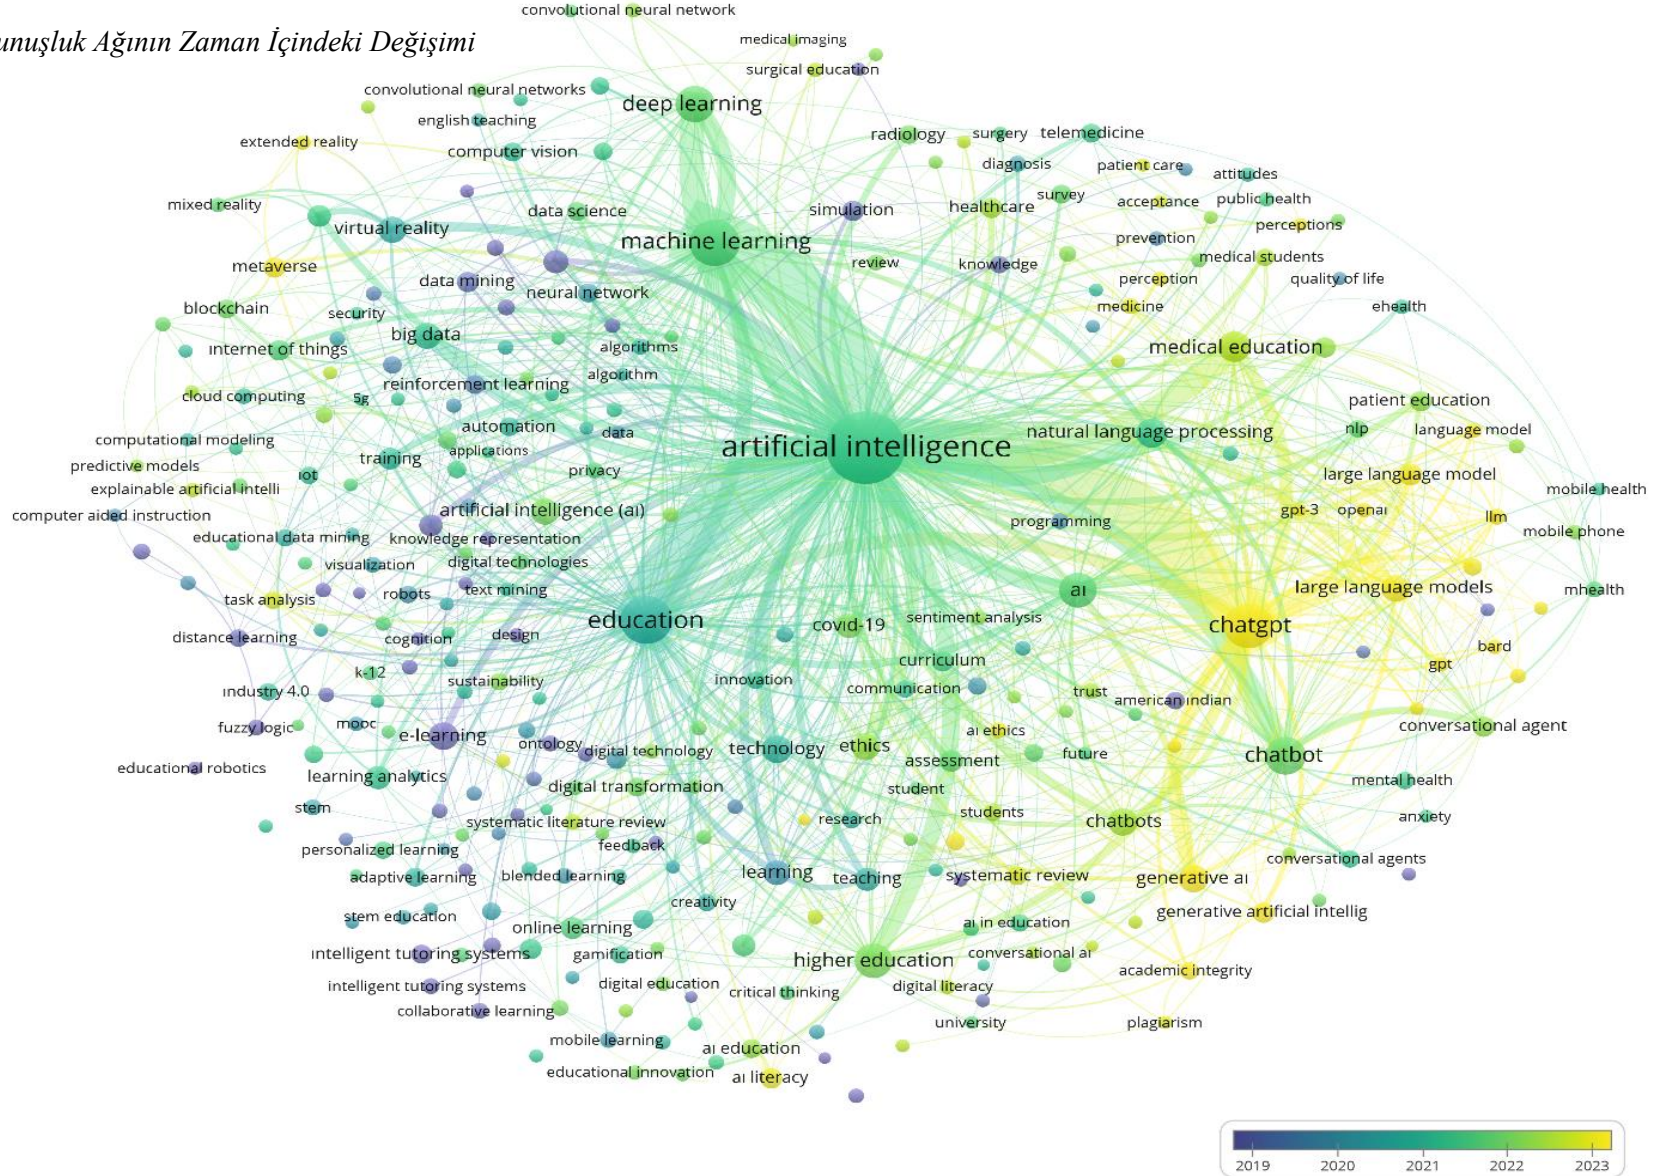 convolutional neural network
unuşluk Ağının Zaman İçindeki Değişimi
medical imaging
surgical education
convolutional neural networks
deep learning
english teaching
radiology
surgery
telemedicine
extended reality
computer vision
diagnosis
patient care
attitudes
mixed reality
data science
simulation
healthcare
survey
acceptance
public health
virtual reality
machine learning
prevention
perceptions
metaverse
review
knowledge
medical students
data mining
neural network
perception
quality of life
blockchain
security
medicine
ehealth
big data
internet of things
algorithms
medical education
reinforcement learning
algorithm
cloud computing
5g
patient education
computational modeling
automation
data
artificial intelligence
natural language processing
nlp
language model
predictive models
training
applications
iot
privacy
large language model
explainable artificial intelli
mobile health
computer aided instruction
artificial intelligence (ai)
programming
gpt-3
openai
llm
educational data mining
knowledge representation
mobile phone
visualization
digital technologies
task analysis
robots
text mining
ai
large language models
mhealth
distance learning
cognition
design
education
covid-19
sentiment analysis
chatgpt
bard
k-12
sustainability
curriculum
gpt
industry 4.0
innovation
communication
trust
american indian
fuzzy logic
mooc
e-learning
ontology
digital technology
technology
ethics
ai ethics
future
conversational agent
educational robotics
learning analytics
digital transformation
assessment
chatbot
stem
student
mental health
systematic literature review
research
students
chatbots
anxiety
personalized learning
feedback
conversational agents
adaptive learning
blended learning
learning
teaching
systematic review
generative ai
stem education
creativity
generative artificial intellig
online learning
ai in education
intelligent tutoring systems
gamification
higher education
conversational ai
academic integrity
intelligent tutoring systems
digital education
critical thinking
digital literacy
collaborative learning
university
plagiarism
mobile learning
ai education
educational innovation
ai literacy
2019 2020 2021 2022 2023